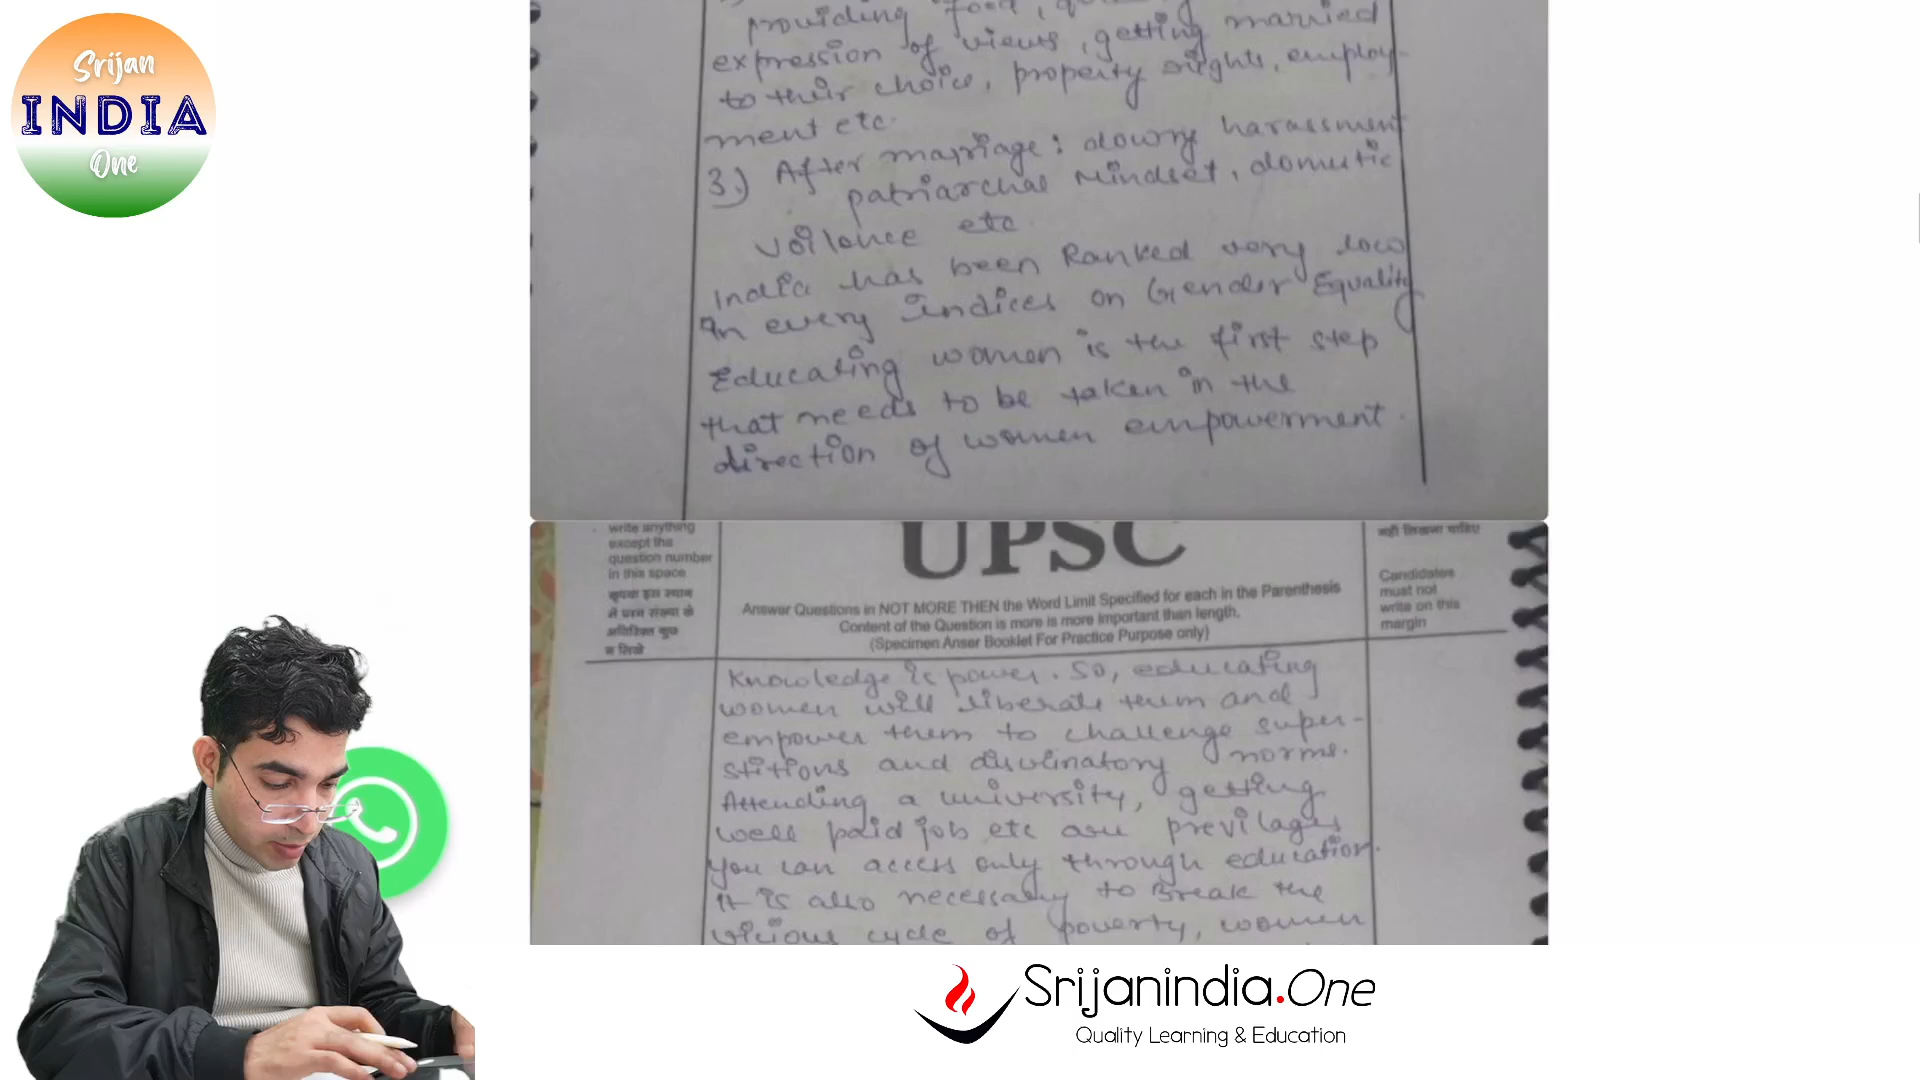 Srijan
INDIA
One
providing food,
expression of views, getting married
to their choice, property rights, employ-
ment etc.
3.) After marriage: dowry harassment
patriarchal Mindset, domestic
voilence etc
India has been Ranked very low
in every indices on Gender Equality
Educating women is the first step
that needs to be taken in the
direction of women empowerment.
write anything
except the
question number
in this space
कृपया इस स्थान
में प्रश्न संख्या के
अतिरिक्त कुछ
न लिखें
UPSC
Answer Questions in NOT MORE THEN the Word Limit Specified for each in the Parenthesis
Content of the Question is more is more important than length.
(Specimen Anser Booklet For Practice Purpose only)
नहीं लिखना चाहिए
Candidates
must not
write on this
margin
Knowledge is power. So, educating
women will liberate them and
empower them to challenge super-
stitions and norms.
Attending a university, getting
well paid job etc are previlages
you can access only through education.
It is also necessary to Break the
vicious cycle of poverty, women
Srijanindia.One
Quality Learning & Education